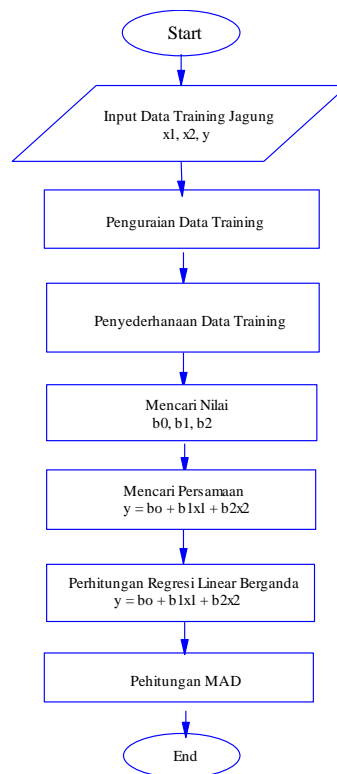 Start
Input Data Training Jagung
x1, x2, y
Penguraian Data Training
Penyederhanaan Data Training
Mencari Nilai
b0, b1, b2
Mencari Persamaan
y = bo + b1x1 + b2x2
Perhitungan Regresi Linear Berganda
y = bo + b1x1 + b2x2
Pehitungan MAD
End